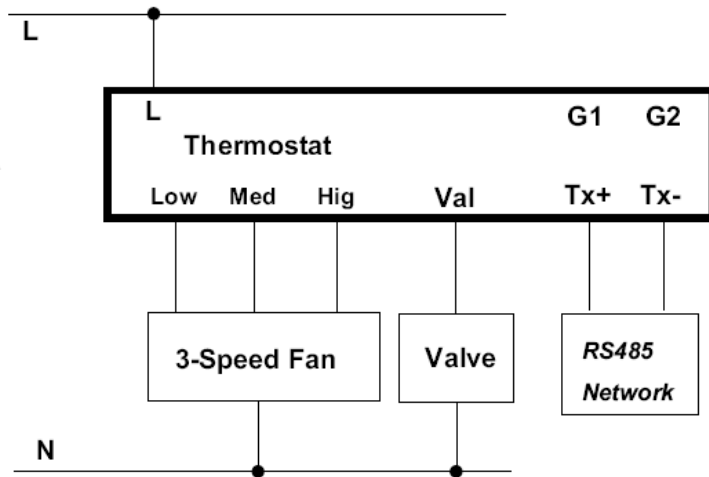 L
L G1 G2
Thermostat
Low Med Hig Val Tx+ Tx-
3-Speed Fan Valve RS485
Network
N